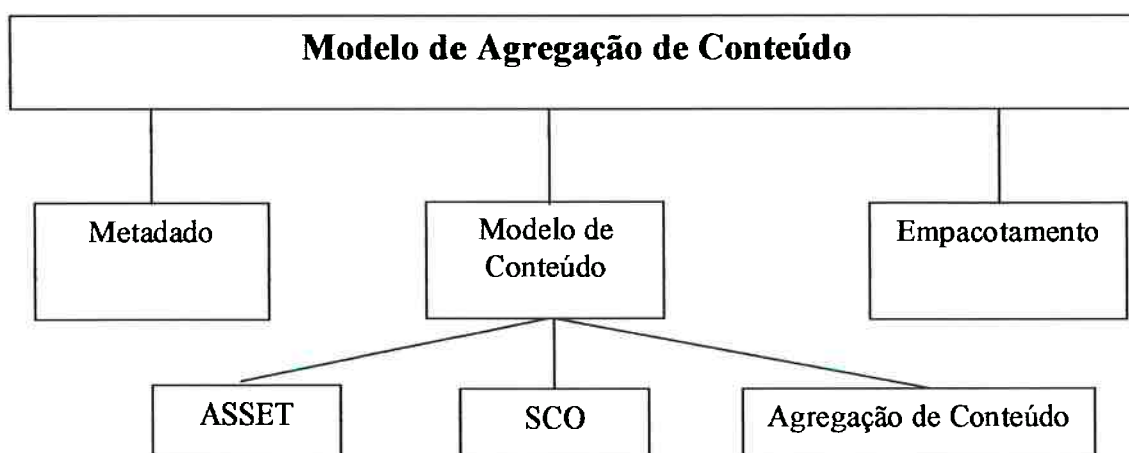 Modelo de Agregação de Conteúdo
Metadado
Modelo de
Conteúdo
Empacotamento
ASSET
SCO
Agregação de Conteúdo